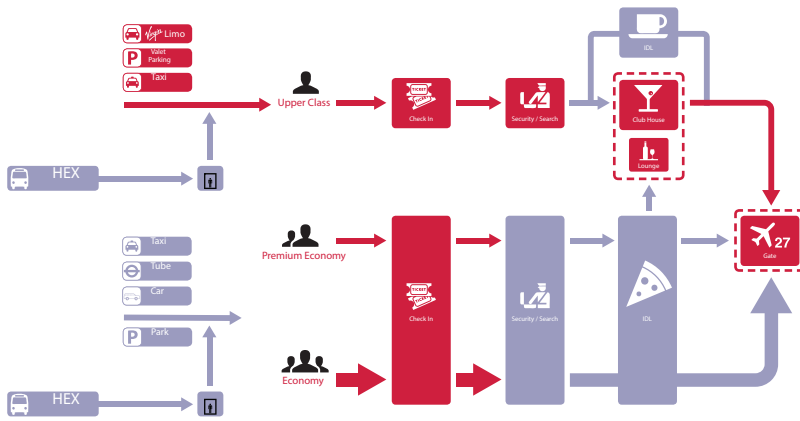 Virgin Limo
Valet
Parking
P
Taxi
Upper Class
TICKET
Check In
Security / Search
IDL
Club House
Lounge
HEX
Taxi
Tube
Car
P
Park
Premium Economy
TICKET
Check In
Security / Search
IDL
27
Gate
Economy
HEX